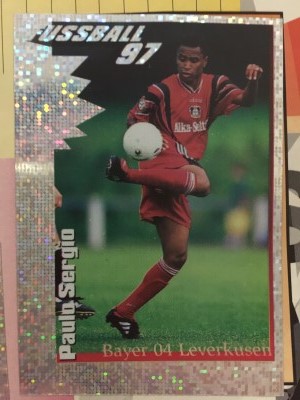 FUSSBALL
97
Alka-Seltzer
Paulo Sergio
Bayer 04 Leverkusen